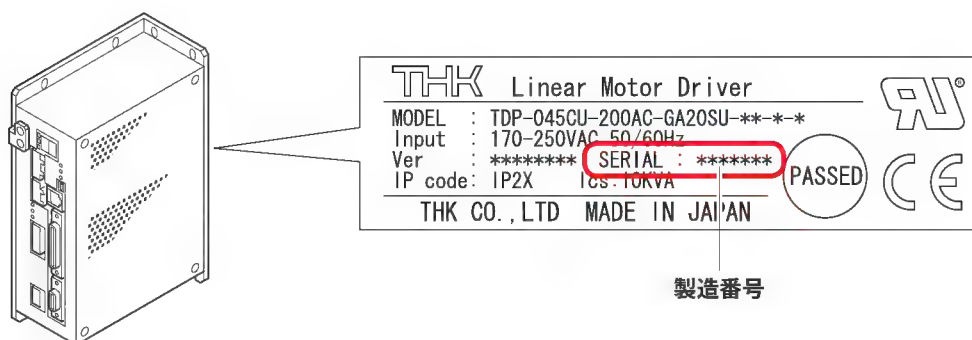 THK Linear Motor Driver
MODEL : TDP-045CU-200AC-GA20SU-**-*-*
Input : 170-250VAC 50/60Hz
Ver : ******** SERIAL : *******
IP code: IP2X Ics:10KVA
PASSED
THK CO.,LTD MADE IN JAPAN
製造番号